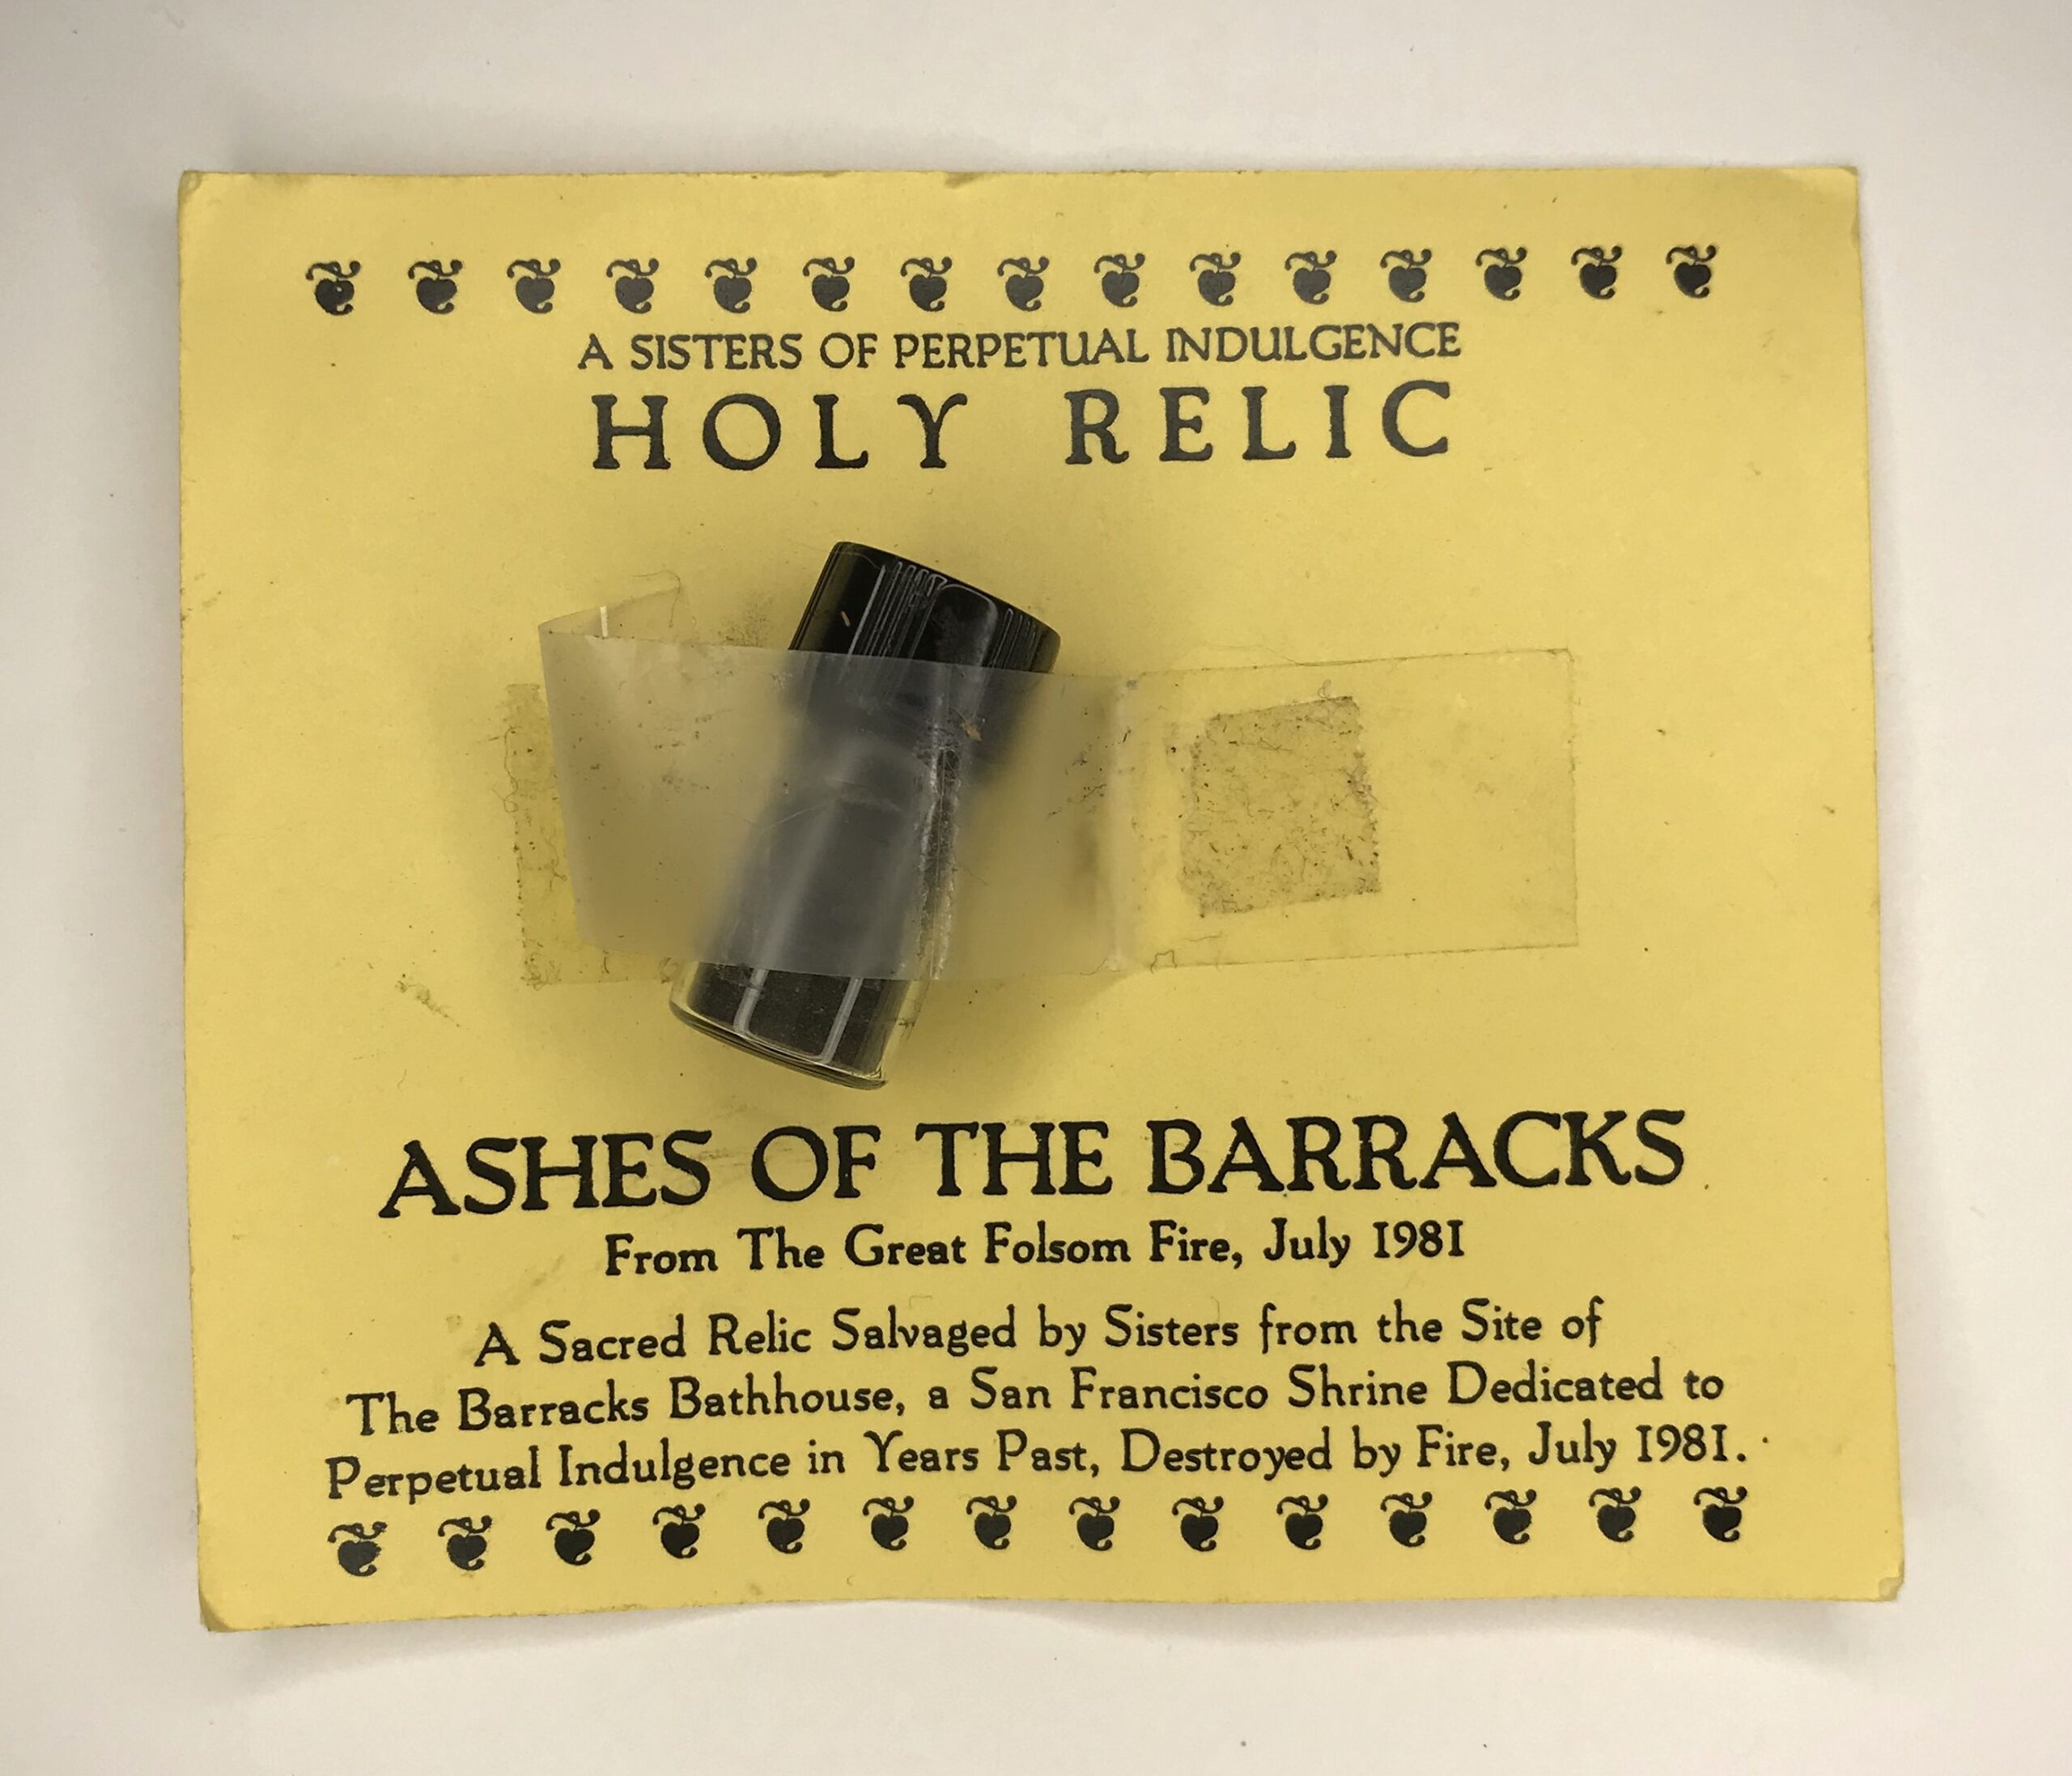 A SISTERS OF PERPETUAL INDULGENCE
HOLY RELIC
ASHES OF THE BARRACKS
From The Great Folsom Fire, July 1981
A Sacred Relic Salvaged by Sisters from the Site of
The Barracks Bathhouse, a San Francisco Shrine Dedicated to
Perpetual Indulgence in Years Past, Destroyed by Fire, July 1981.